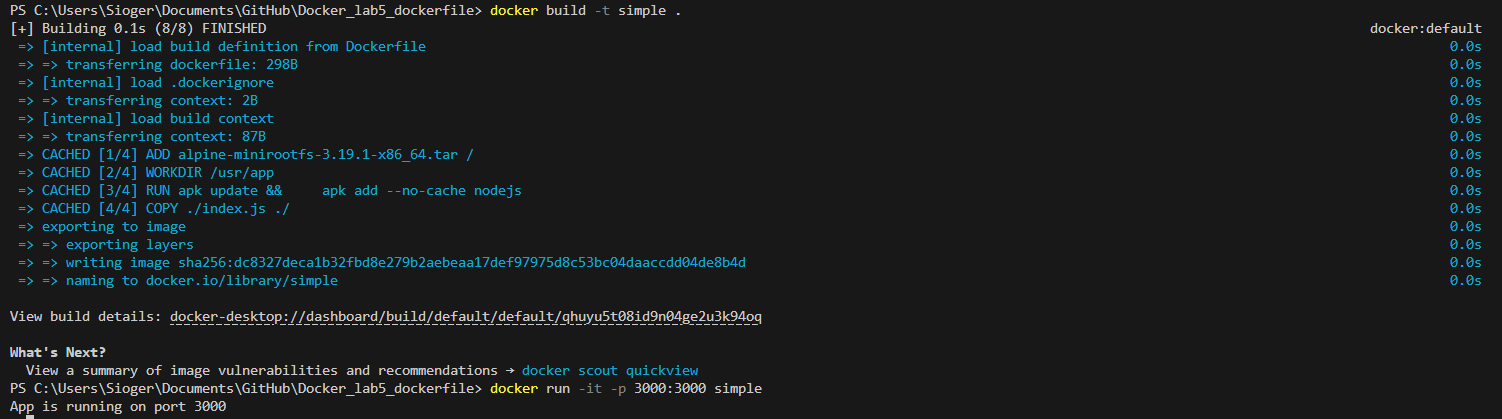 PS C:\Users\Sioger\Documents\GitHub\Docker_lab5_dockerfile> docker build -t simple .
[+] Building 0.1s (8/8) FINISHED docker:default
=> [internal] load build definition from Dockerfile 0.0s
=> => transferring dockerfile: 298B 0.0s
=> [internal] load .dockerignore 0.0s
=> => transferring context: 2B 0.0s
=> [internal] load build context 0.0s
=> => transferring context: 87B 0.0s
=> CACHED [1/4] ADD alpine-minirootfs-3.19.1-x86_64.tar / 0.0s
=> CACHED [2/4] WORKDIR /usr/app 0.0s
=> CACHED [3/4] RUN apk update &&     apk add --no-cache nodejs 0.0s
=> CACHED [4/4] COPY ./index.js ./ 0.0s
=> exporting to image 0.0s
=> => exporting layers 0.0s
=> => writing image sha256:dc8327deca1b32fbd8e279b2aebeaa17def97975d8c53bc04daaccdd04de8b4d 0.0s
=> => naming to docker.io/library/simple 0.0s
View build details: docker-desktop://dashboard/build/default/default/qhuyu5t08id9n04ge2u3k94oq
What's Next?
View a summary of image vulnerabilities and recommendations → docker scout quickview
PS C:\Users\Sioger\Documents\GitHub\Docker_lab5_dockerfile> docker run -it -p 3000:3000 simple
App is running on port 3000